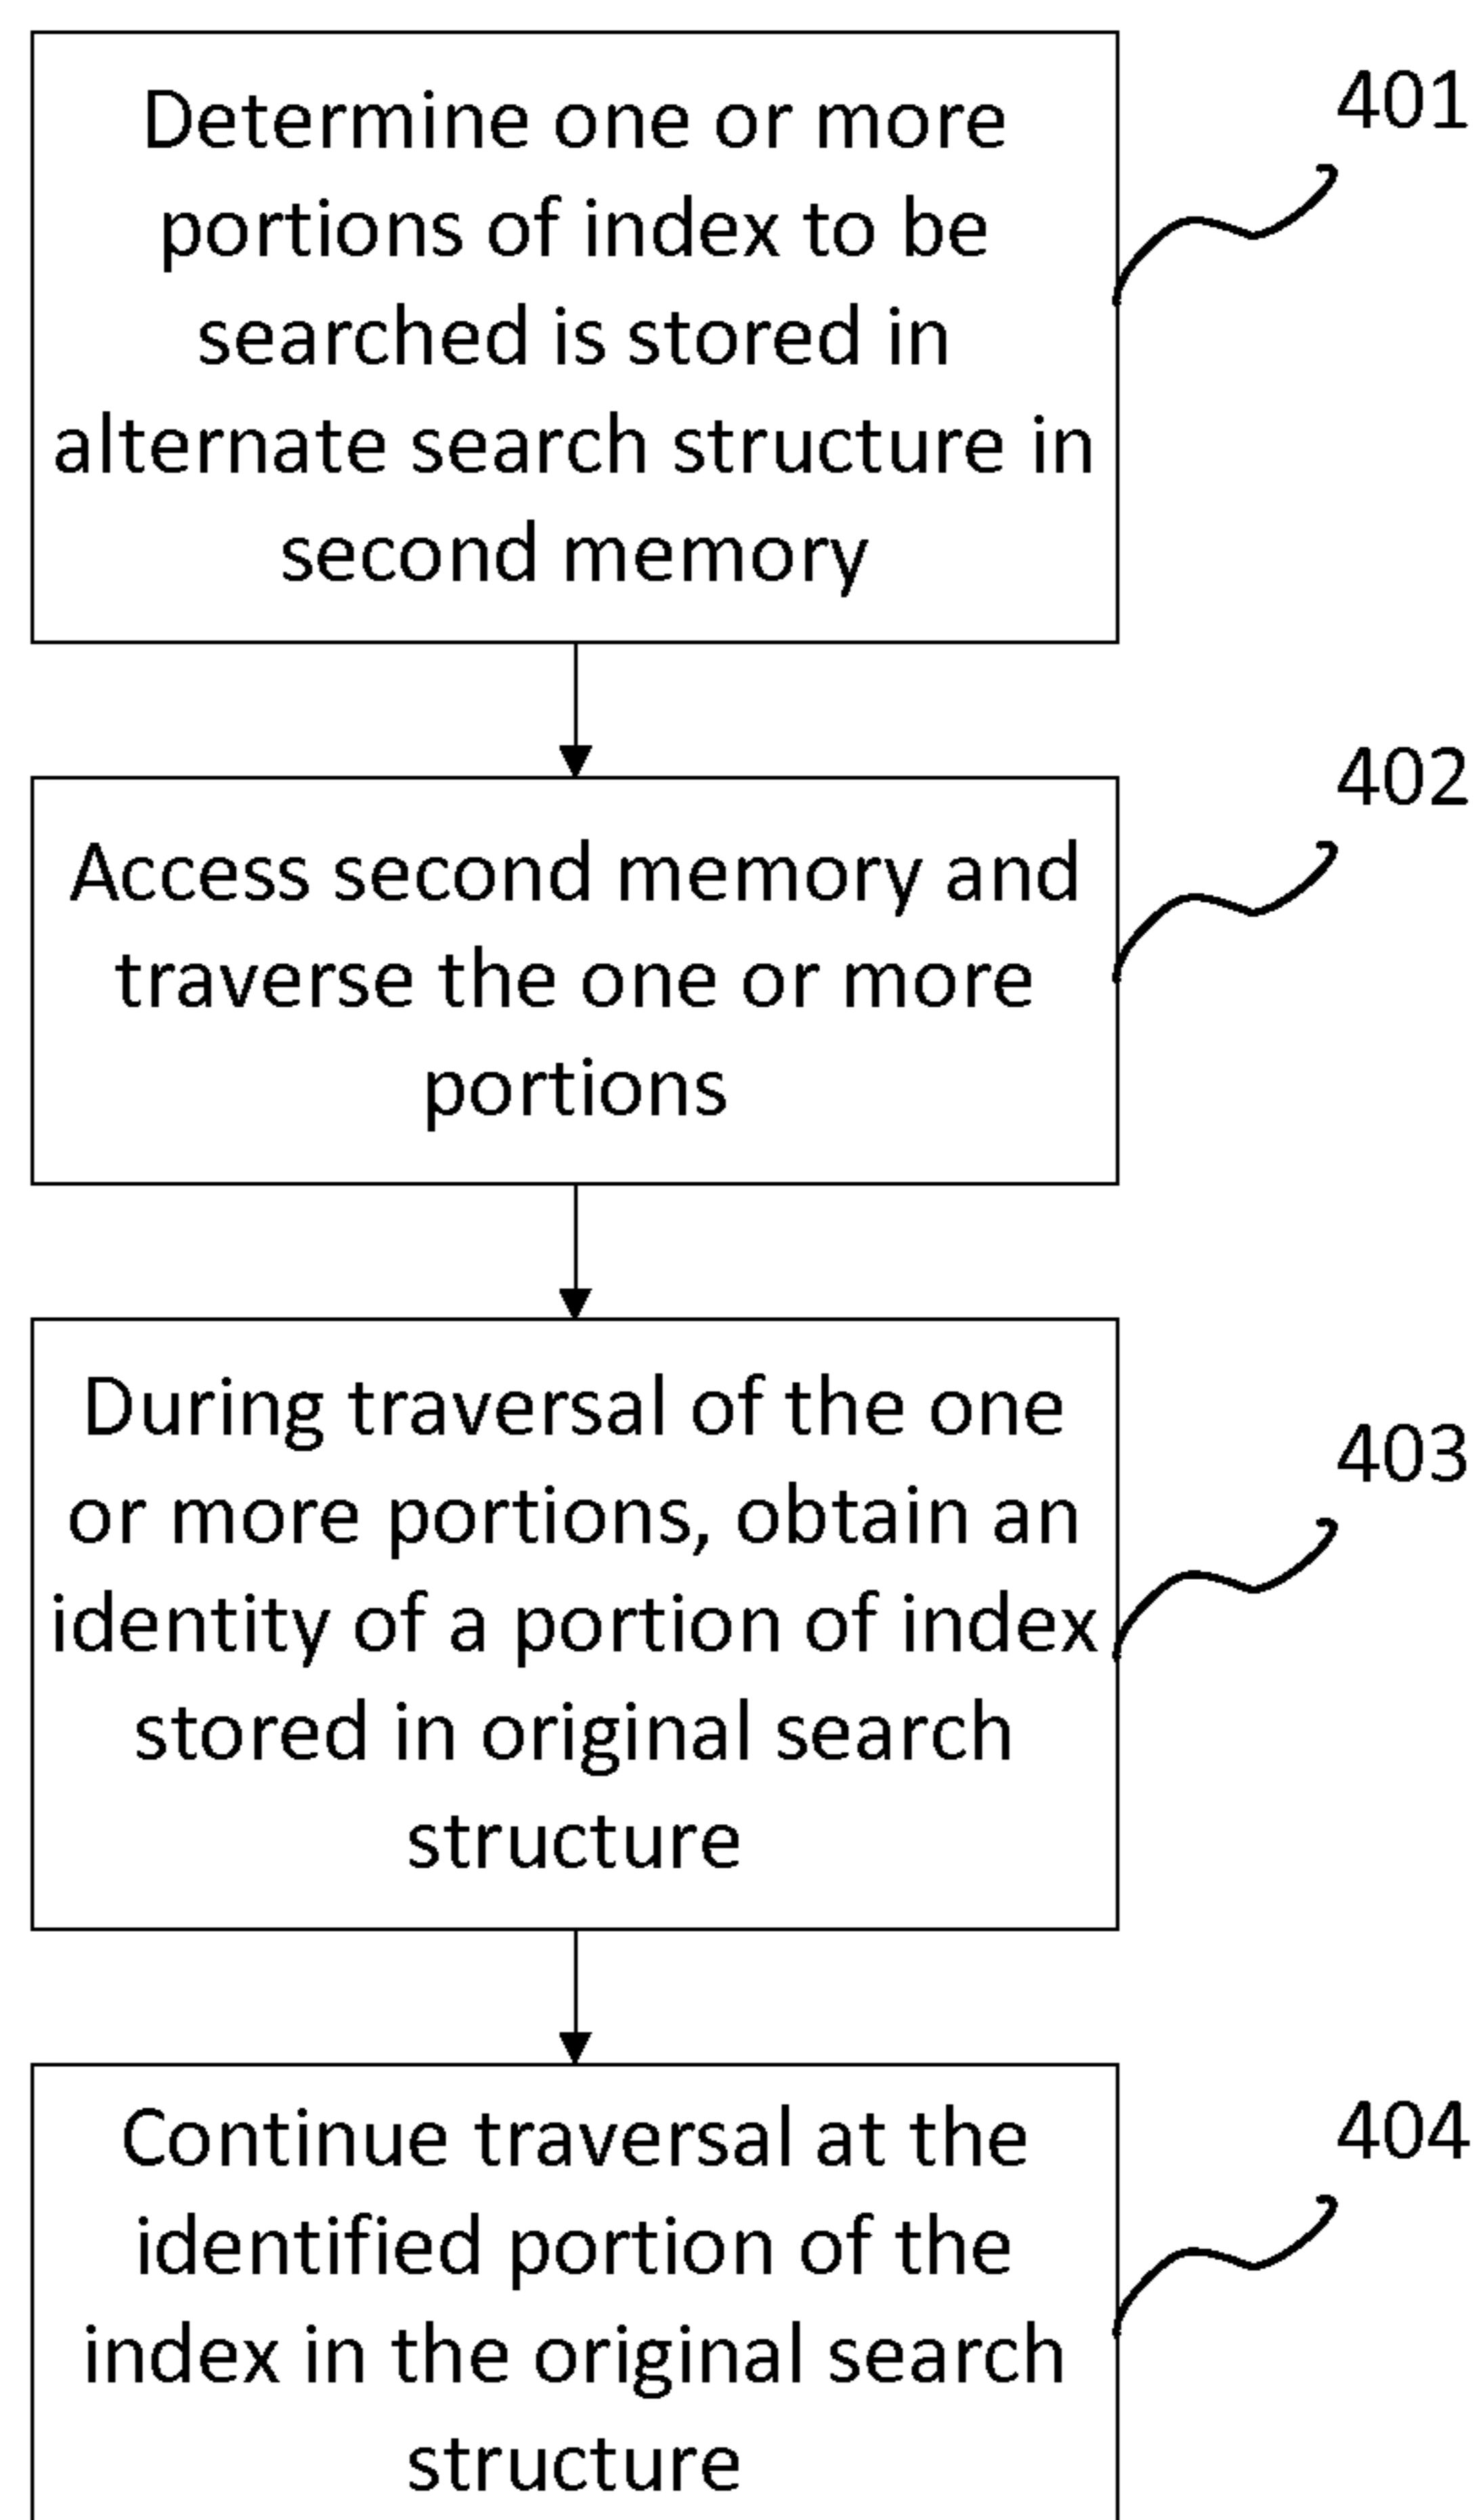 Determine one or more
portions of index to be
searched is stored in
alternate search structure in
second memory
401
Access second memory and
traverse the one or more
portions
402
During traversal of the one
or more portions, obtain an
identity of a portion of index
stored in original search
structure
403
Continue traversal at the
identified portion of the
index in the original search
structure
404